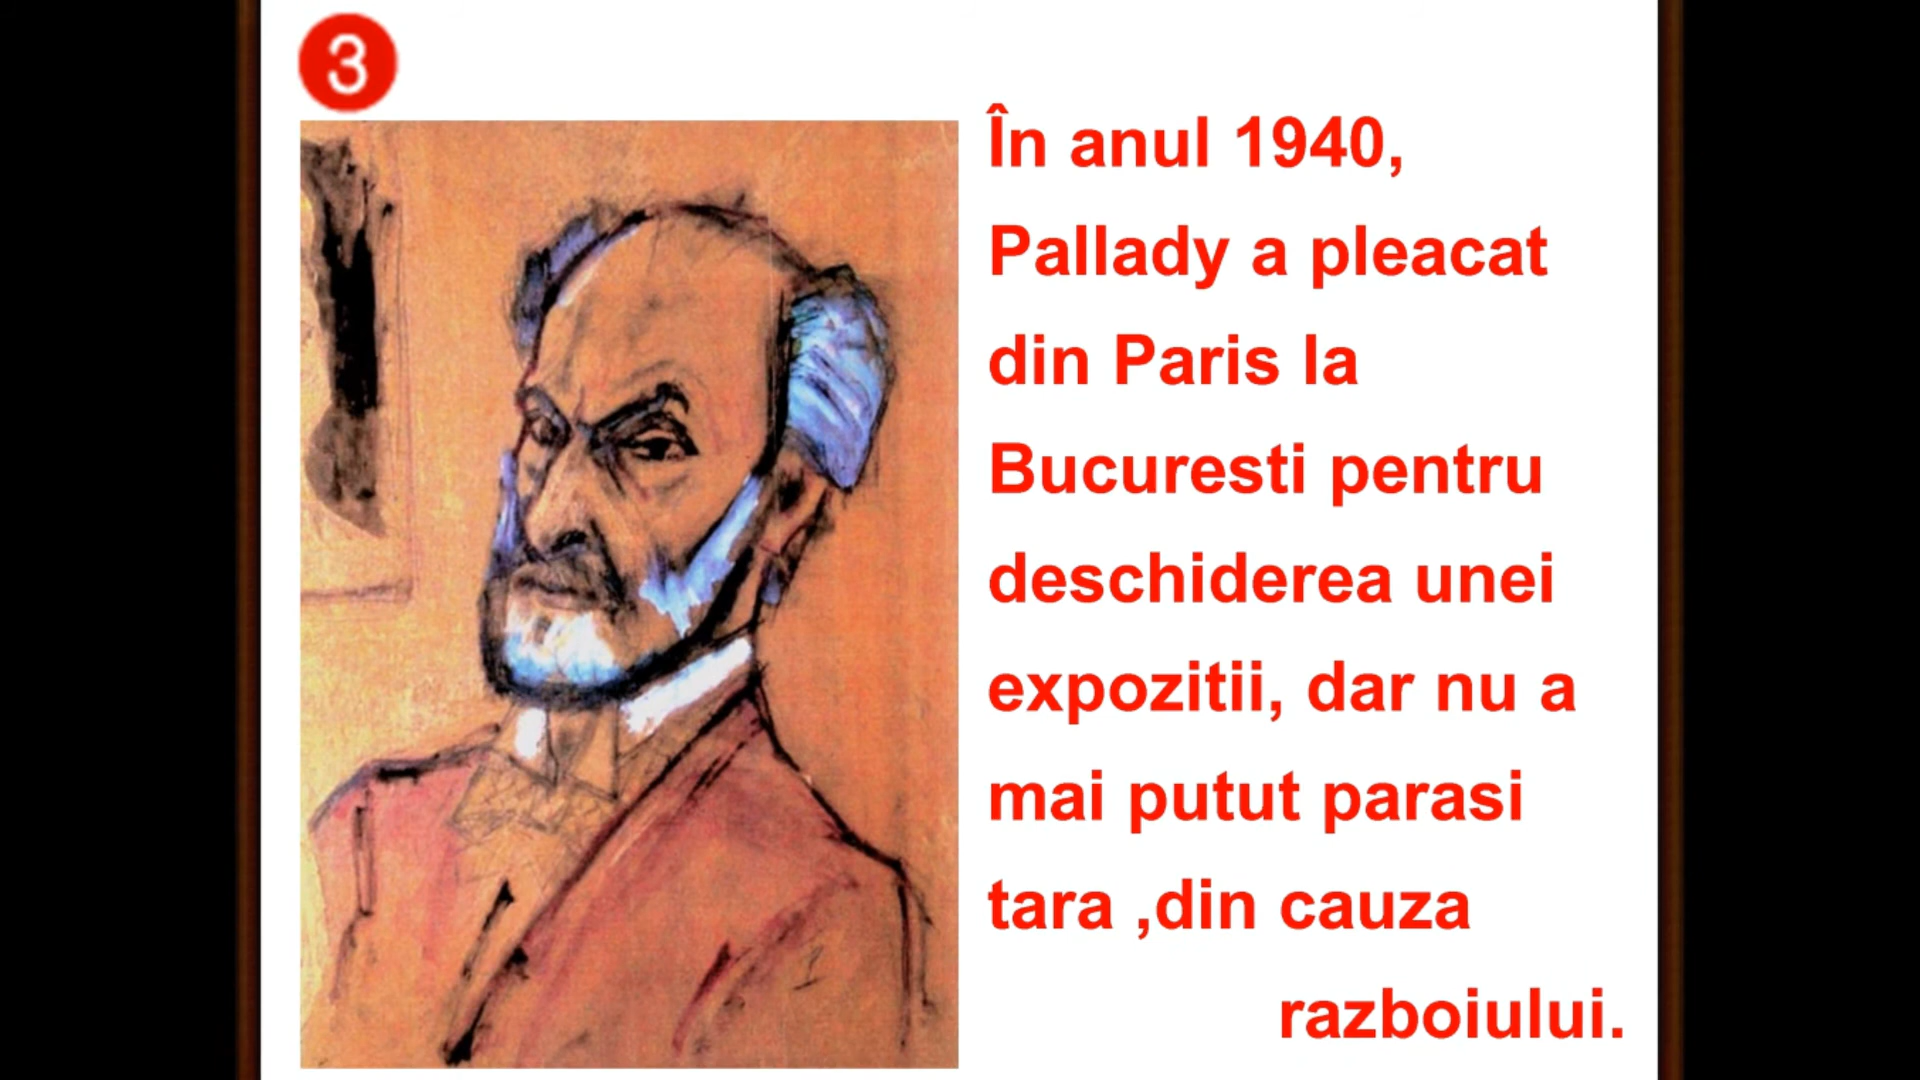 3
În anul 1940,
Pallady a pleacat
din Paris la
Bucuresti pentru
deschiderea unei
expozitii, dar nu a
mai putut parasi
tara ,din cauza
razboiului.